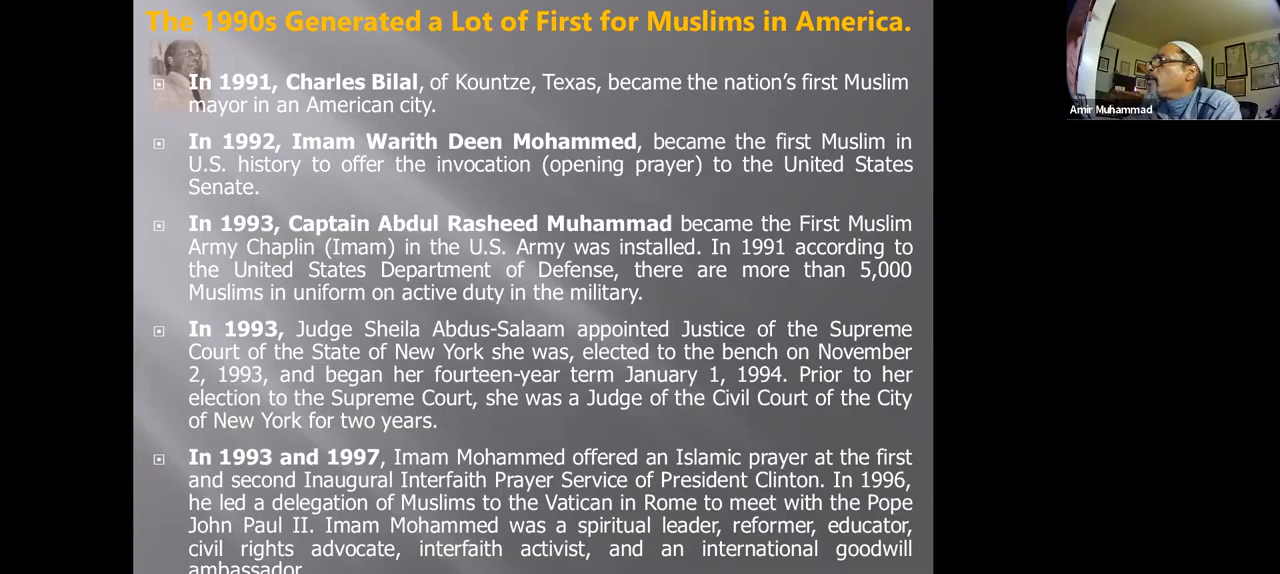 The 1990s Generated a Lot of First for Muslims in America.
In 1991, Charles Bilal, of Kountze, Texas, became the nation's first Muslim
mayor in an American city.
In 1992, Imam Warith Deen Mohammed, became the first Muslim in
U.S. history to offer the invocation (opening prayer) to the United States
Senate.
In 1993, Captain Abdul Rasheed Muhammad became the First Muslim
Army Chaplin (Imam) in the U.S. Army was installed. In 1991 according to
the United States Department of Defense, there are more than 5,000
Muslims in uniform on active duty in the military.
In 1993, Judge Sheila Abdus-Salaam appointed Justice of the Supreme
Court of the State of New York she was, elected to the bench on November
2, 1993, and began her fourteen-year term January 1, 1994. Prior to her
election to the Supreme Court, she was a Judge of the Civil Court of the City
of New York for two years.
In 1993 and 1997, Imam Mohammed offered an Islamic prayer at the first
and second Inaugural Interfaith Prayer Service of President Clinton. In 1996,
he led a delegation of Muslims to the Vatican in Rome to meet with the Pope
John Paul II. Imam Mohammed was a spiritual leader, reformer, educator,
civil rights advocate, interfaith activist, and an international goodwill
ambassador.
Amir Muhammad